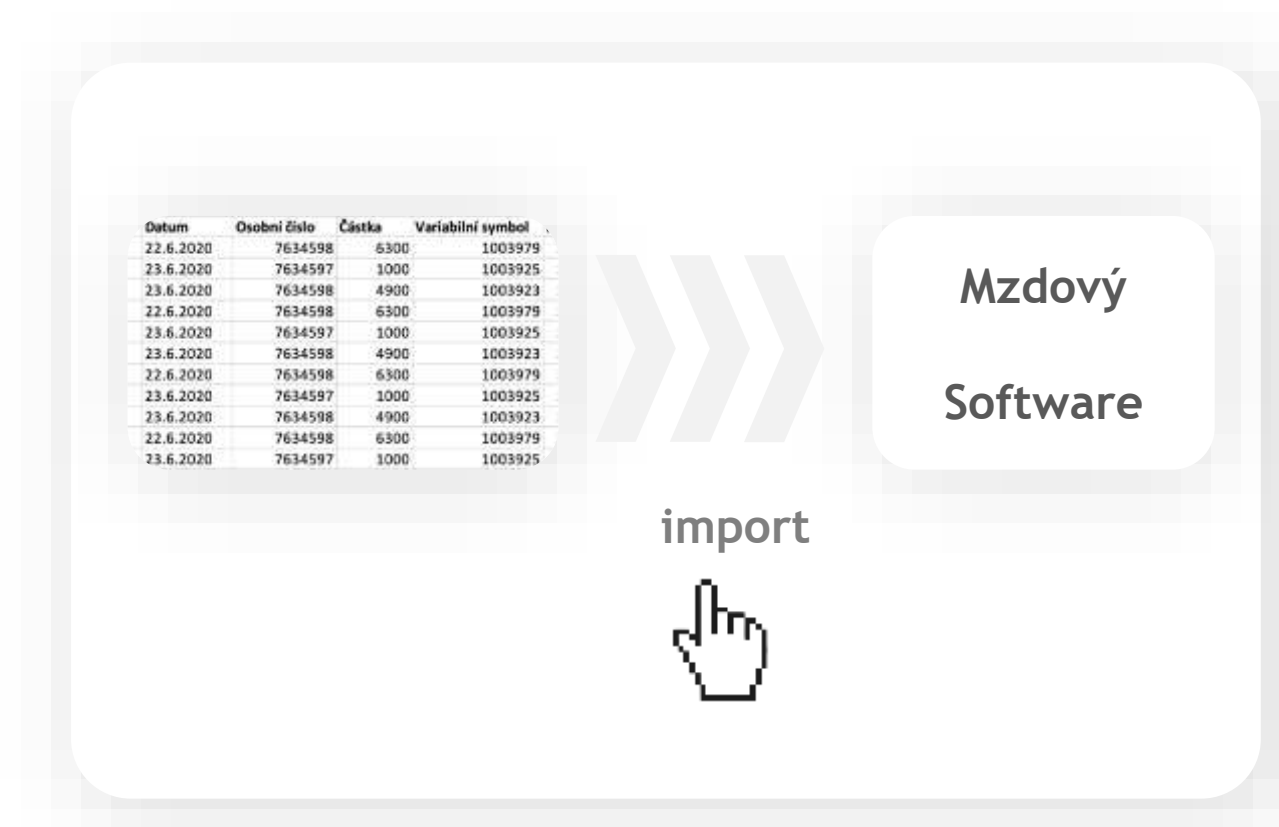 Datum Osobní číslo Částka Variabilní symbol
22.6.2020 7634598 6300 1003979
23.6.2020 7634597 1000 1003925
23.6.2020 7634598 4900 1003923
22.6.2020 7634598 6300 1003979
23.6.2020 7634597 1000 1003925
23.6.2020 7634598 4900 1003923
22.6.2020 7634598 6300 1003979
23.6.2020 7634597 1000 1003925
23.6.2020 7634598 4900 1003923
22.6.2020 7634598 6300 1003979
23.6.2020 7634597 1000 1003925
Mzdový
Software
import